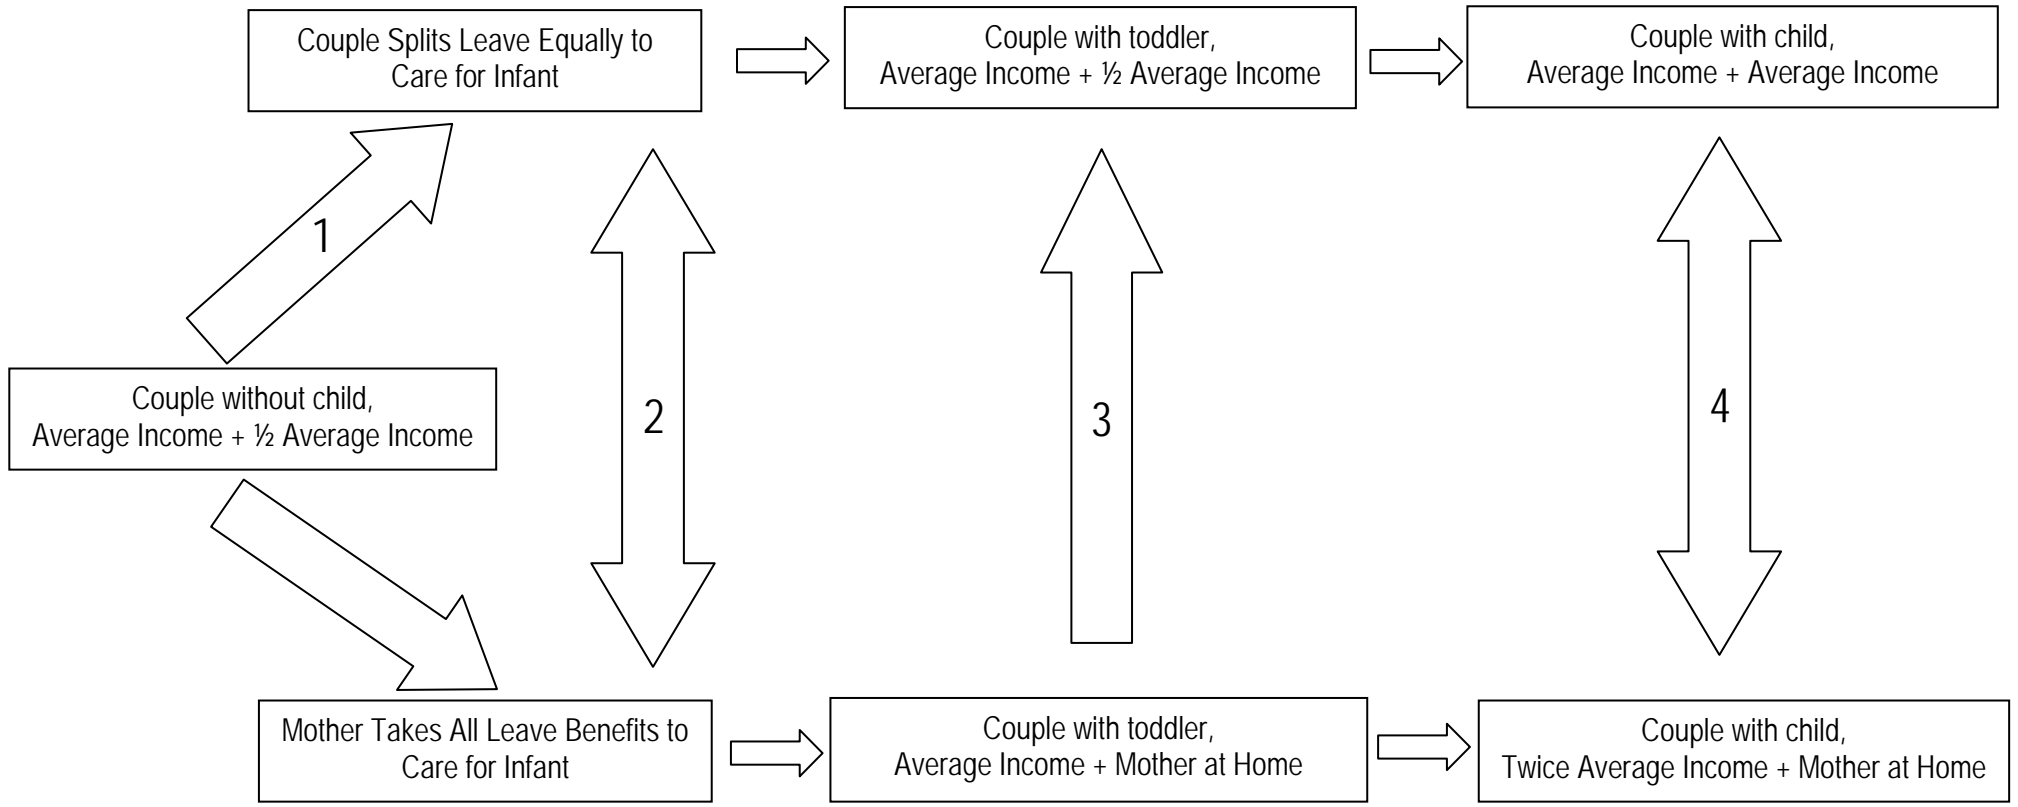 Couple Splits Leave Equally to
Care for Infant
Couple with toddler,
Average Income + ½ Average Income
Couple with child,
Average Income + Average Income
1
2
3
4
Couple without child,
Average Income + ½ Average Income
Mother Takes All Leave Benefits to
Care for Infant
Couple with toddler,
Average Income + Mother at Home
Couple with child,
Twice Average Income + Mother at Home